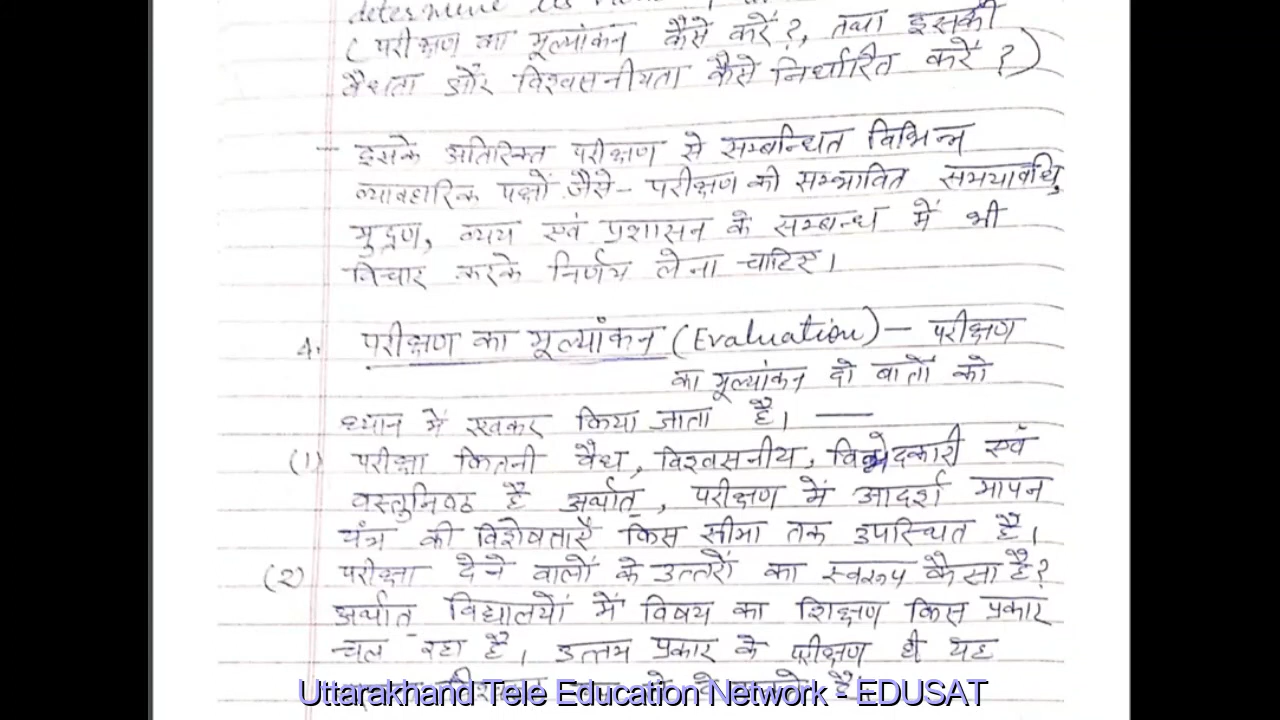 determine its
( परीक्षण का मूल्यांकन कैसे करें?, तथा इसकी
वैधता और विश्वसनीयता कैसे निर्धारित करें ?)
- इसके अतिरिक्त परीक्षण से सम्बन्धित विभिन्न
व्यावहारिक पक्षों जैसे - परीक्षण की सम्भावित समयावधि,
मुद्रण, व्यय एवं प्रशासन के सम्बन्ध में भी
विचार करके निर्णय लेना चाहिए।
4. परीक्षण का मूल्यांकन (Evaluation) - परीक्षण
का मूल्यांकन दो बातों को
ध्यान में रखकर किया जाता है। —
(1) परीक्षा कितनी वैध, विश्वसनीय, विभेदकारी एवं
वस्तुनिष्ठ है अर्थात्, परीक्षण में आदर्श मापन
यंत्र की विशेषताएँ किस सीमा तक उपस्थित है।
(2) परीक्षा देने वालों के उत्तरों का स्वरूप कैसा है?
अर्थात विद्यालयों में विषय का शिक्षण किस प्रकार
चल रहा है। उत्तम प्रकार के परीक्षण ही यह
Uttarakhand Tele Education Network - EDUSAT